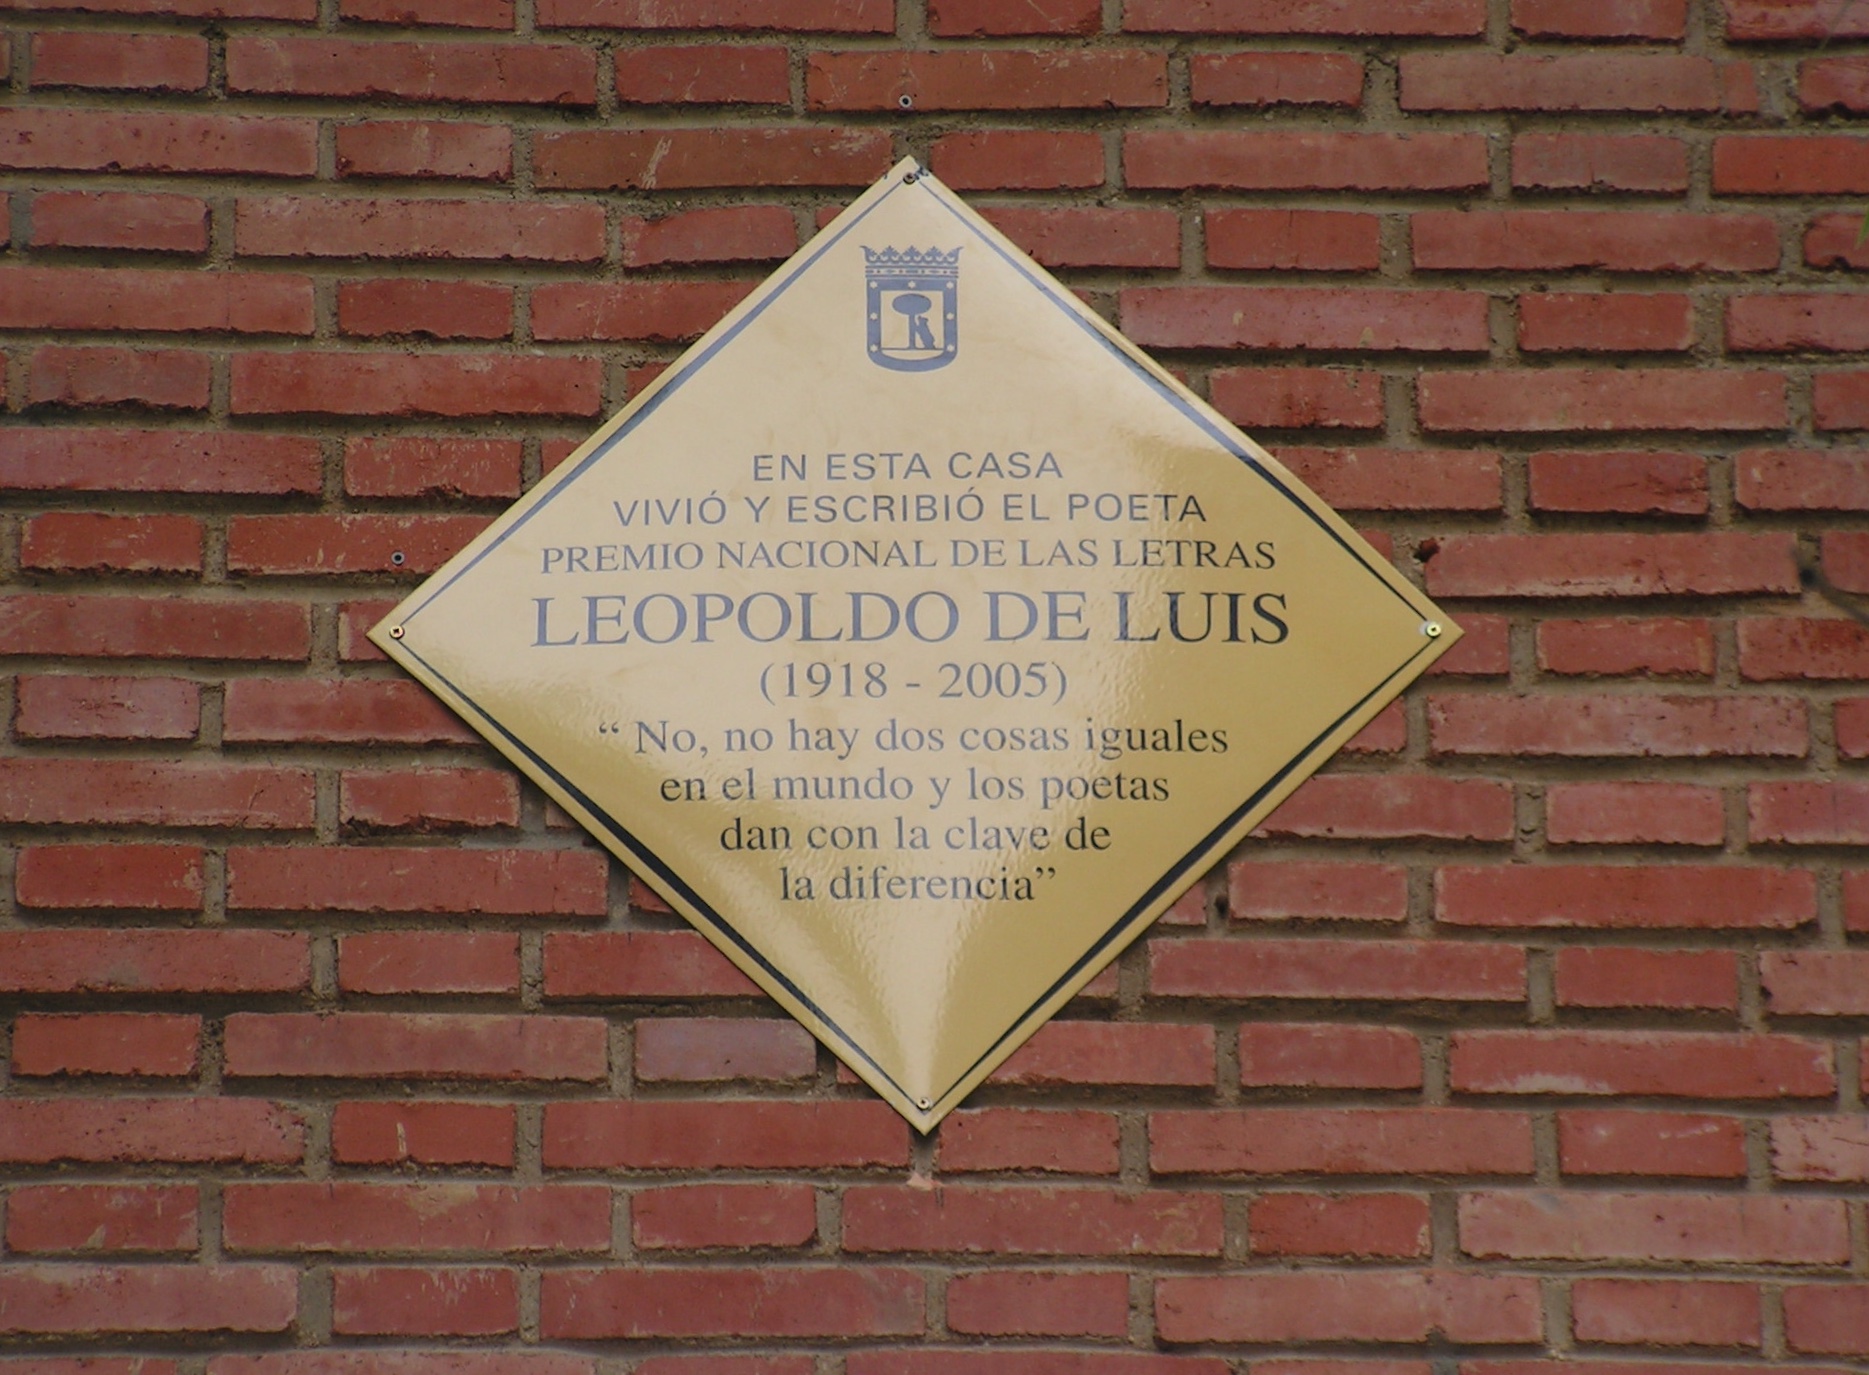 EN ESTA CASA
VIVIÓ Y ESCRIBIÓ EL POETA
PREMIO NACIONAL DE LAS LETRAS
LEOPOLDO DE LUIS
(1918 - 2005)
“ No, no hay dos cosas iguales
en el mundo y los poetas
dan con la clave de
la diferencia”